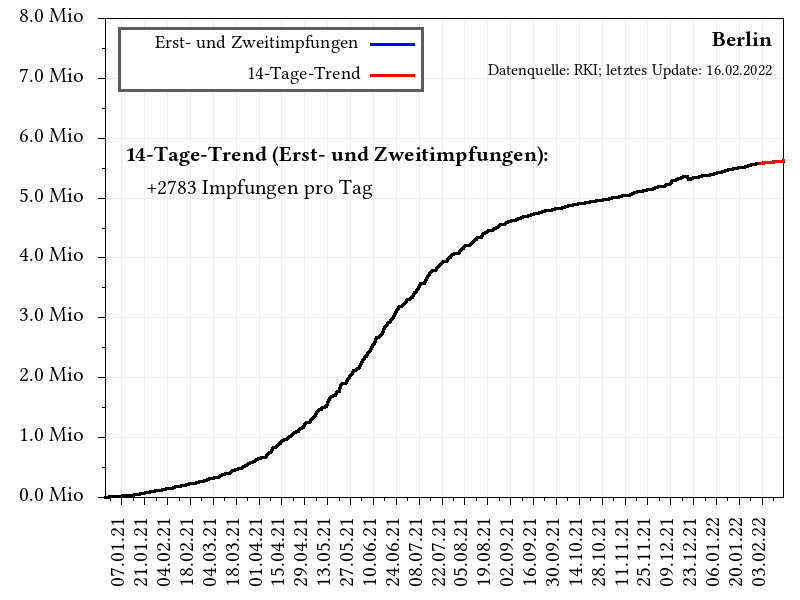 8.0 Mio
7.0 Mio
6.0 Mio
5.0 Mio
4.0 Mio
3.0 Mio
2.0 Mio
1.0 Mio
0.0 Mio
Erst- und Zweitimpfungen
14-Tage-Trend
Berlin
Datenquelle: RKI; letztes Update: 16.02.2022
14-Tage-Trend (Erst- und Zweitimpfungen):
+2783 Impfungen pro Tag
07.01.21
21.01.21
04.02.21
18.02.21
04.03.21
18.03.21
01.04.21
15.04.21
29.04.21
13.05.21
27.05.21
10.06.21
24.06.21
08.07.21
22.07.21
05.08.21
19.08.21
02.09.21
16.09.21
30.09.21
14.10.21
28.10.21
11.11.21
25.11.21
09.12.21
23.12.21
06.01.22
20.01.22
03.02.22